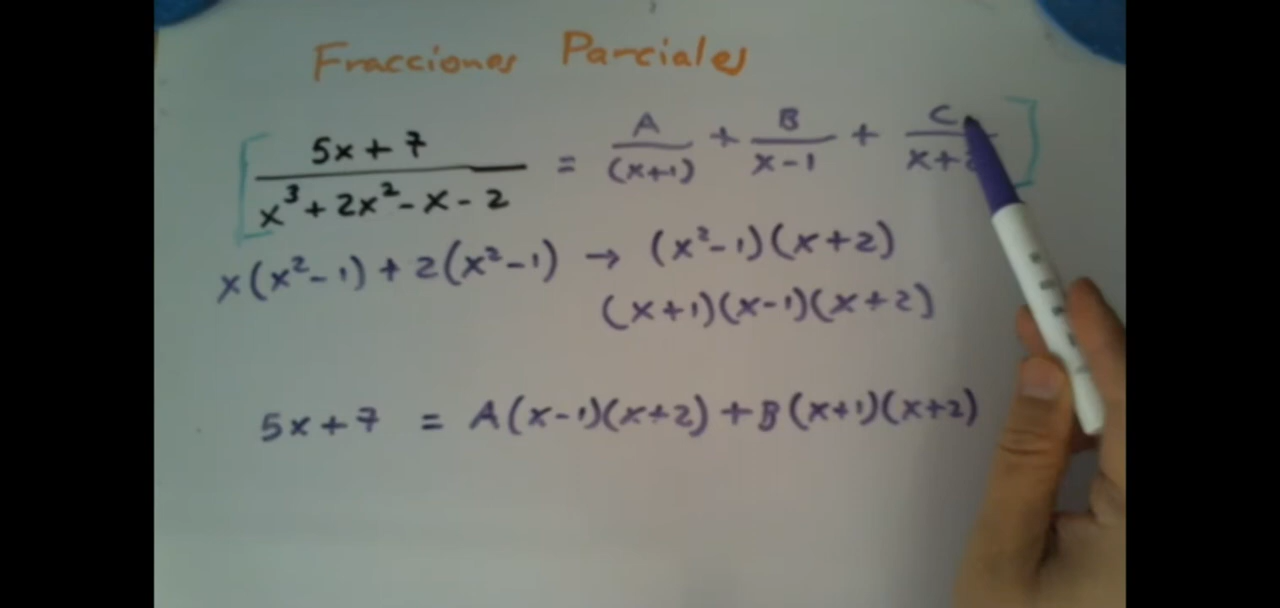 Fracciones Parciales
[ 5x + 7 / x³ + 2x² - x - 2 = A / (x+1) + B / x - 1 + C / x + 2 ]
x(x² - 1) + 2(x² - 1) → (x² - 1)(x + 2)
(x + 1)(x - 1)(x + 2)
5x + 7 = A(x - 1)(x + 2) + B(x + 1)(x + 2)